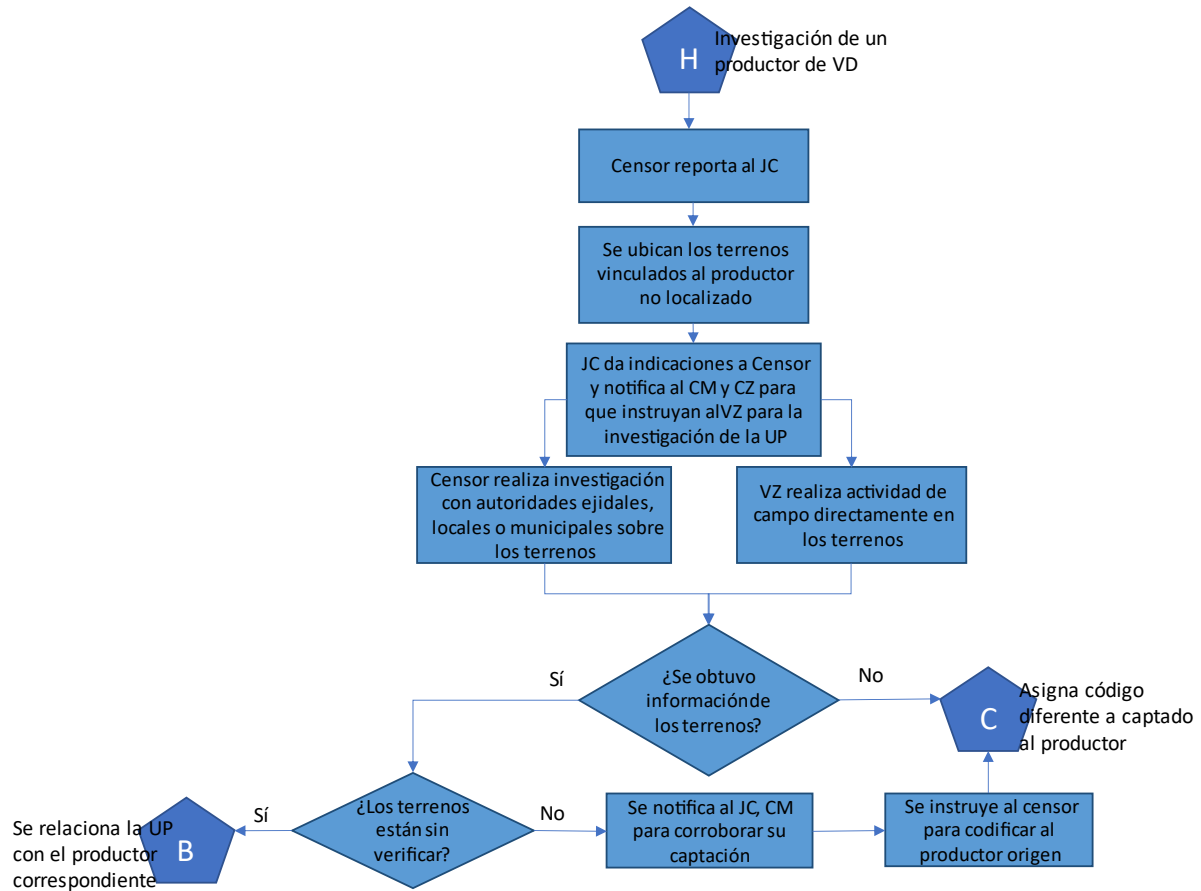 H
Investigación de un
productor de VD
Censor reporta al JC
Se ubican los terrenos
vinculados al productor
no localizado
JC da indicaciones a Censor
y notifica al CM y CZ para
que instruyan alVZ para la
investigación de la UP
Censor realiza investigación
con autoridades ejidales,
locales o municipales sobre
los terrenos
VZ realiza actividad de
campo directamente en
los terrenos
¿Se obtuvo
informaciónde
los terrenos?
Sí
No
C
Asigna código
diferente a captado
al productor
¿Los terrenos
están sin
verificar?
Sí
No
B
Se relaciona la UP
con el productor
correspondiente
Se notifica al JC, CM
para corroborar su
captación
Se instruye al censor
para codificar al
productor origen